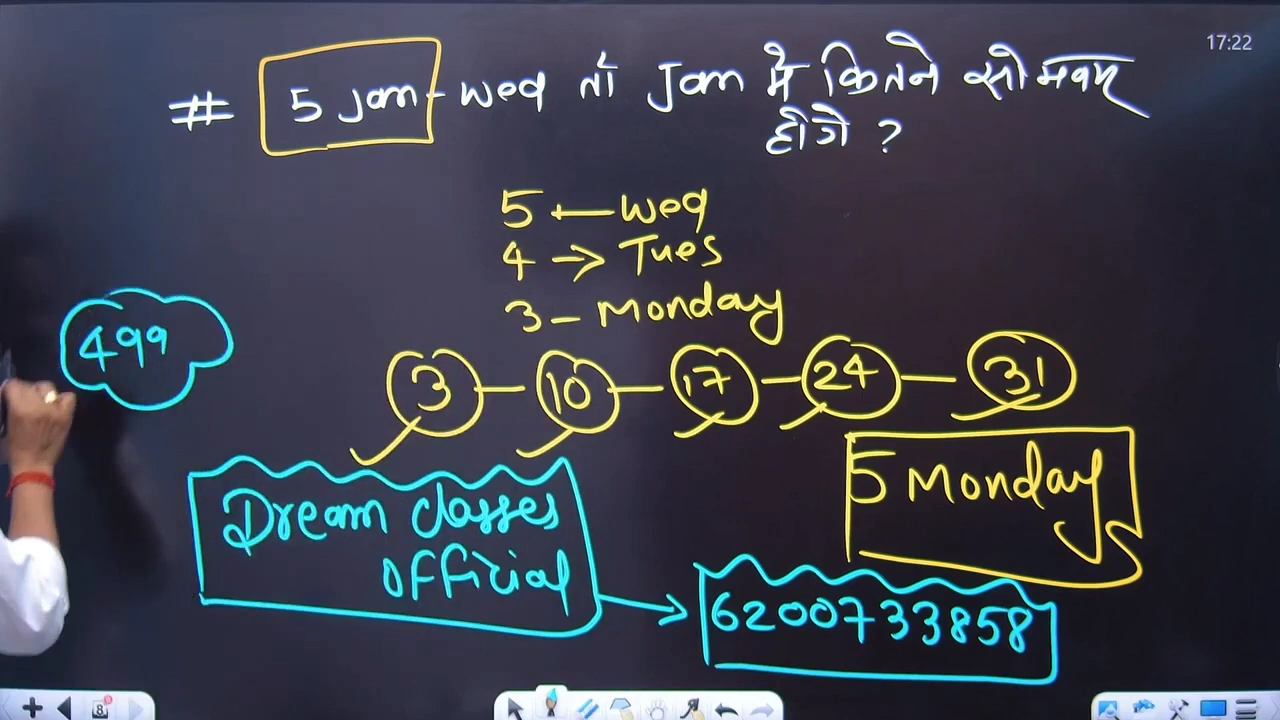 17:22
# 5 Jan - wed तो Jan में कितने सोमवार
होंगे ?
5 ← wed
4 → Tues
3 - Monday
499
3 - 10 - 17 - 24 - 31
5 Monday
Dream classes
official
6200733858
8